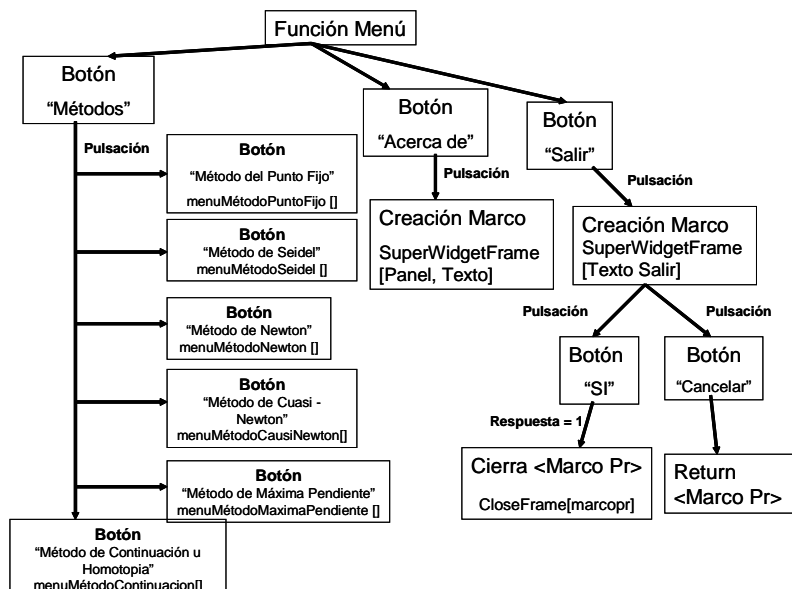 Función Menú
Botón
“Métodos”
Pulsación
Botón
“Método del Punto Fijo”
menuMétodoPuntoFijo []
Botón
“Método de Seidel”
menuMétodoSeidel []
Botón
“Método de Newton”
menuMétodoNewton []
Botón
“Método de Cuasi -
Newton”
menuMétodoCausiNewton[]
Botón
“Método de Máxima Pendiente”
menuMétodoMaximaPendiente []
Botón
“Método de Continuación u
Homotopia”
menuMétodoContinuacion[]
Botón
“Acerca de”
Pulsación
Creación Marco
SuperWidgetFrame
[Panel, Texto]
Botón
“Salir”
Pulsación
Creación Marco
SuperWidgetFrame
[Texto Salir]
Pulsación
Pulsación
Botón
“SI”
Botón
“Cancelar”
Respuesta = 1
Cierra <Marco Pr>
CloseFrame[marcopr]
Return
<Marco Pr>